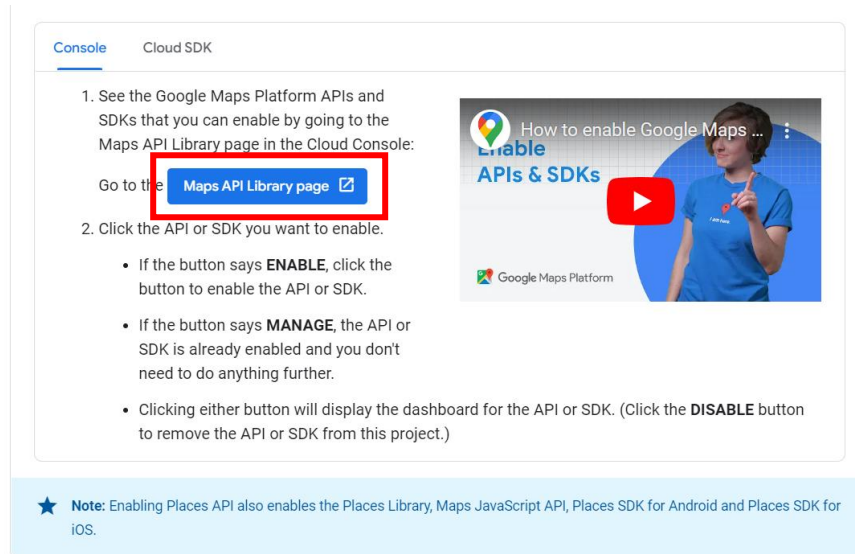 Console Cloud SDK
1. See the Google Maps Platform APIs and
SDKs that you can enable by going to the
Maps API Library page in the Cloud Console:
Go to the Maps API Library page
2. Click the API or SDK you want to enable.
• If the button says ENABLE, click the
button to enable the API or SDK.
• If the button says MANAGE, the API or
SDK is already enabled and you don't
need to do anything further.
• Clicking either button will display the dashboard for the API or SDK. (Click the DISABLE button
to remove the API or SDK from this project.)
How to enable Google Maps ...
Enable
APIs & SDKs
I am here.
Google Maps Platform
Note: Enabling Places API also enables the Places Library, Maps JavaScript API, Places SDK for Android and Places SDK for
iOS.